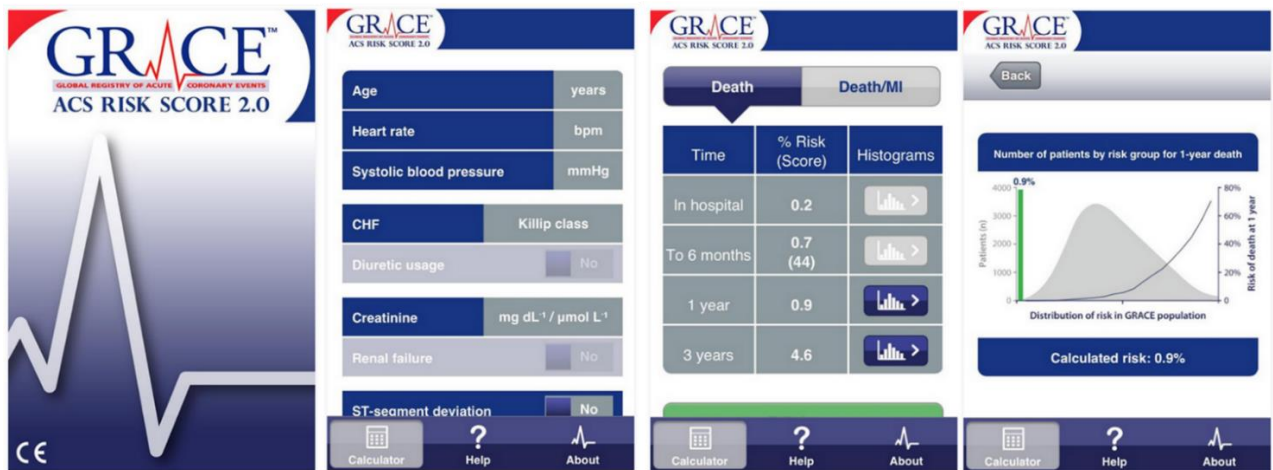 GRACE™
GLOBAL REGISTRY OF ACUTE CORONARY EVENTS
ACS RISK SCORE 2.0
CE
GRACE™
ACS RISK SCORE 2.0
Age years
Heart rate bpm
Systolic blood pressure mmHg
CHF Killip class
Diuretic usage No
Creatinine mg dL⁻¹ / µmol L⁻¹
Renal failure No
ST-segment deviation No
Calculator Help About
GRACE™
ACS RISK SCORE 2.0
Death Death/MI
Time % Risk (Score) Histograms
In hospital 0.2
To 6 months 0.7 (44)
1 year 0.9
3 years 4.6
Calculator Help About
GRACE™
ACS RISK SCORE 2.0
Back
Number of patients by risk group for 1-year death
0.9%
4000
3000
2000
1000
0
Patients (n)
80%
60%
40%
20%
0
Risk of death at 1 year
Distribution of risk in GRACE population
Calculated risk: 0.9%
Calculator Help About